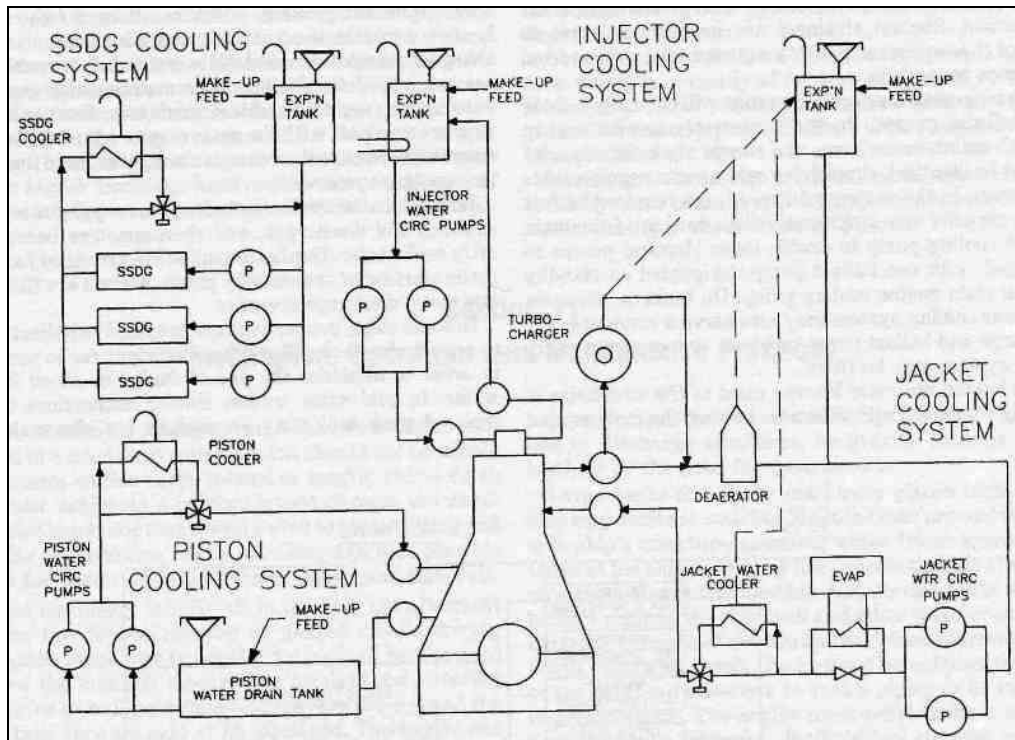 SSDG COOLING
SYSTEM
INJECTOR
COOLING
SYSTEM
MAKE-UP
FEED
EXP'N
TANK
MAKE-UP
FEED
EXP'N
TANK
EXP'N
TANK
MAKE-UP
FEED
SSDG COOLER
INJECTOR
WATER
CIRC PUMPS
SSDG
P
SSDG
P
SSDG
P
P
P
TURBO-
CHARGER
JACKET
COOLING
SYSTEM
PISTON
COOLER
DEAERATOR
PISTON
COOLING SYSTEM
PISTON
WATER
CIRC
PUMPS
MAKE-UP
FEED
JACKET WATER
COOLER
EVAP
JACKET
WTR CIRC
PUMPS
P
P
P
P
PISTON
WATER DRAIN TANK